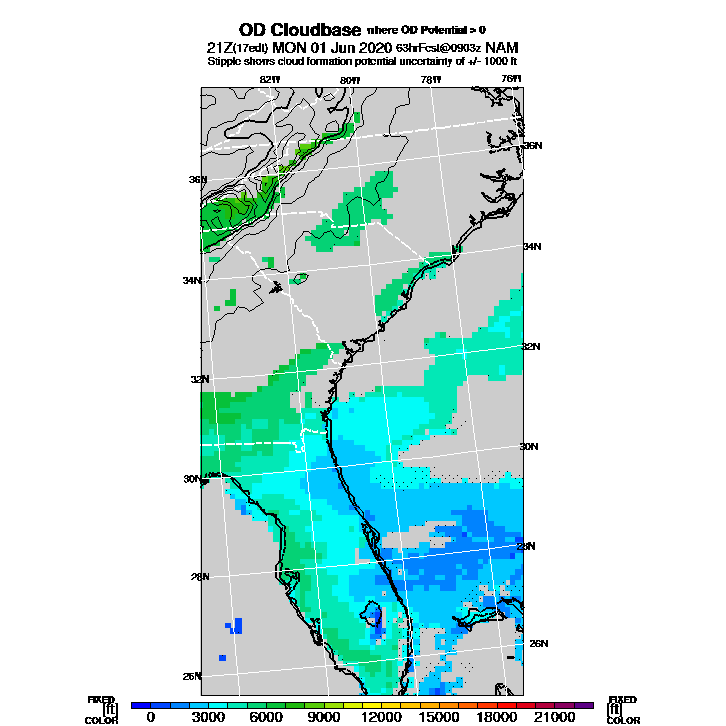 OD Cloudbase where OD Potential > 0
21Z(17edt) MON 01 Jun 2020 63hrFcst@0903z NAM
Stipple shows cloud formation potential uncertainty of +/- 1000 ft
82W 80W 78W 76W
36N
36N
34N
34N
32N
32N
30N
30N
28N
28N
26N
26N
FIXED FIXED
[ft] 0 3000 6000 9000 12000 15000 18000 21000 [ft]
COLOR COLOR